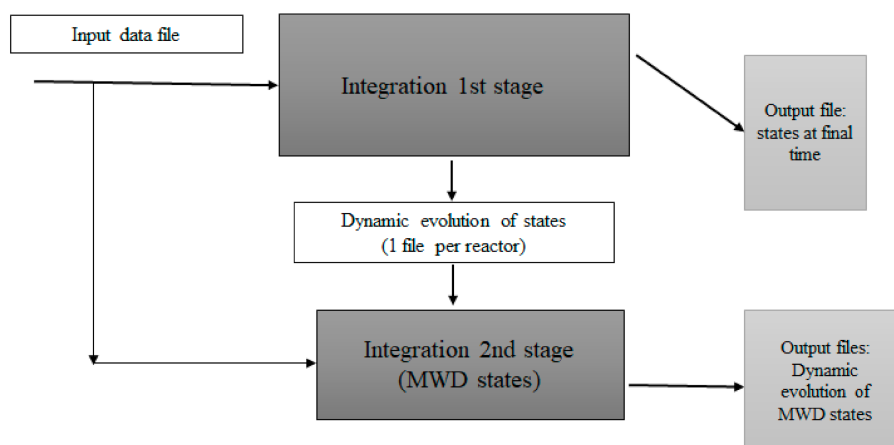 Input data file
Integration 1st stage
Output file:
states at final
time
Dynamic evolution of states
(1 file per reactor)
Integration 2nd stage
(MWD states)
Output files:
Dynamic
evolution of
MWD states